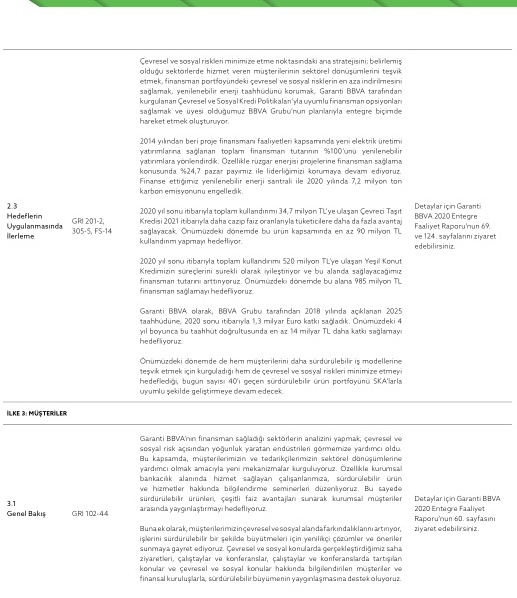 Çevresel ve sosyal riskleri minimize etme noktasındaki ana stratejisini; belirlemiş
olduğu sektörlerde hizmet veren müşterilerinin sektörel dönüşümlerini teşvik
etmek, finansman portföyündeki çevresel ve sosyal risklerin en aza indirilmesini
sağlamak, yenilenebilir enerji taahhüdünü korumak, Garanti BBVA tarafından
kurgulanan Çevresel ve Sosyal Kredi Politikaları'yla uyumlu finansman opsiyonları
sağlamak ve üyesi olduğumuz BBVA Grubu'nun planlarıyla entegre biçimde
hareket etmek oluşturuyor.
2014 yılından beri proje finansmanı faaliyetleri kapsamında yeni elektrik üretimi
yatırımlarına sağlanan toplam finansman tutarının %100'ünü yenilenebilir
yatırımlara yönlendirdik. Özellikle rüzgar enerjisi projelerine finansman sağlama
konusunda %24,7 pazar payımız ile liderliğimizi korumaya devam ediyoruz.
Finanse ettiğimiz yenilenebilir enerji santrali ile 2020 yılında 7,2 milyon ton
karbon emisyonunu engelledik.
2.3
Hedeflerin
Uygulanmasında
İlerleme
GRI 201-2,
305-5, FS-14
2020 yıl sonu itibarıyla toplam kullandırımı 34,7 milyon TL'ye ulaşan Çevreci Taşıt
Kredisi 2021 itibarıyla daha cazip faiz oranlarıyla tüketicilere daha da fazla avantaj
sağlayacak. Önümüzdeki dönemde bu ürün kapsamında en az 90 milyon TL
kullandırım yapmayı hedefliyor.
Detaylar için Garanti
BBVA 2020 Entegre
Faaliyet Raporu'nun 69.
ve 124. sayfalarını ziyaret
edebilirsiniz.
2020 yıl sonu itibarıyla toplam kullandırımı 520 milyon TL'ye ulaşan Yeşil Konut
Kredimizin süreçlerini sürekli olarak iyileştiriyor ve bu alanda sağlayacağımız
finansman tutarını arttırıyoruz. Önümüzdeki dönemde bu alana 985 milyon TL
finansman sağlamayı hedefliyoruz.
Garanti BBVA olarak, BBVA Grubu tarafından 2018 yılında açıklanan 2025
taahhüdüne, 2020 sonu itibarıyla 1,3 milyar Euro katkı sağladık. Önümüzdeki 4
yıl boyunca bu taahhüt doğrultusunda en az 14 milyar TL daha katkı sağlamayı
hedefliyoruz.
Önümüzdeki dönemde de hem müşterilerini daha sürdürülebilir iş modellerine
teşvik etmek için kurguladığı hem de çevresel ve sosyal riskleri minimize etmeyi
hedeflediği, bugün sayısı 40'ı geçen sürdürülebilir ürün portföyünü SKA'larla
uyumlu şekilde geliştirmeye devam edecek.
İLKE 3: MÜŞTERİLER
Garanti BBVA'nın finansman sağladığı sektörlerin analizini yapmak; çevresel ve
sosyal risk açısından yoğunluk yaratan endüstrileri görmemize yardımcı oldu.
Bu kapsamda, müşterilerimizin ve tedarikçilerimizin sektörel dönüşümlerine
yardımcı olmak amacıyla yeni mekanizmalar kurguluyoruz. Özellikle kurumsal
bankacılık alanında hizmet sağlayan çalışanlarımıza, sürdürülebilir ürün
ve hizmetler hakkında bilgilendirme seminerleri düzenliyoruz. Bu sayede
sürdürülebilir ürünleri, çeşitli faiz avantajları sunarak kurumsal müşteriler
arasında yaygınlaştırmayı hedefliyoruz.
3.1
Genel Bakış
GRI 102-44
Detaylar için Garanti BBVA
2020 Entegre Faaliyet
Raporu'nun 60. sayfasını
ziyaret edebilirsiniz.
Buna ek olarak, müşterilerimizin çevresel ve sosyal alanda farkındalıklarını artırıyor,
işlerini sürdürülebilir bir şekilde büyütmeleri için yenilikçi çözümler ve öneriler
sunmaya gayret ediyoruz. Çevresel ve sosyal konularda gerçekleştirdiğimiz saha
ziyaretleri, çalıştaylar ve konferanslar, çalıştaylar ve konferanslarda tartışılan
konular ve çevresel ve sosyal konular hakkında bilgilendirilen müşteriler ve
finansal kuruluşlarla, sürdürülebilir büyümenin yaygınlaşmasına destek oluyoruz.